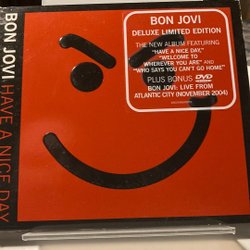 BON JOVI HAVE A NICE DAY
BON JOVI
DELUXE LIMITED EDITION
THE NEW ALBUM FEATURING
"HAVE A NICE DAY,"
"WELCOME TO
WHEREVER YOU ARE" AND
"WHO SAYS YOU CAN'T GO HOME"
PLUS BONUS DVD
BON JOVI: LIVE FROM
ATLANTIC CITY (NOVEMBER 2004)